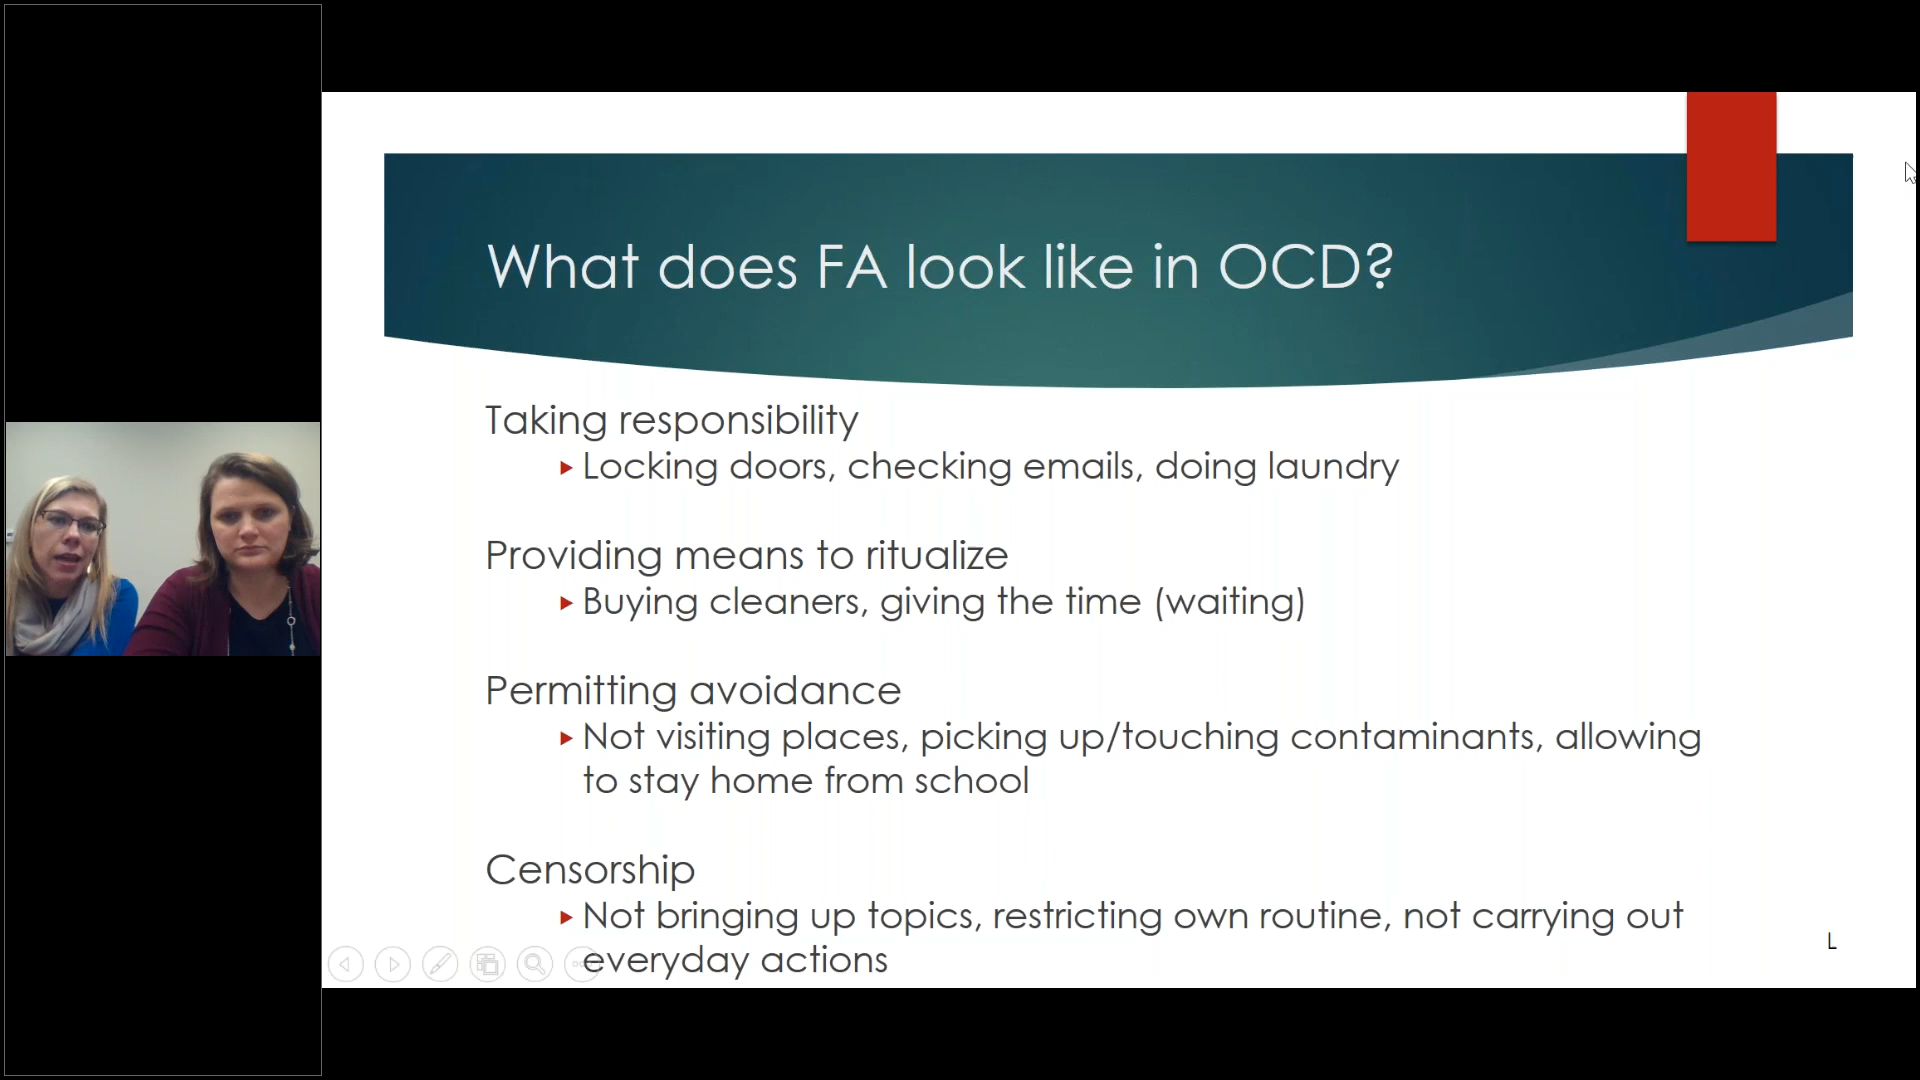 What does FA look like in OCD?
Taking responsibility
Locking doors, checking emails, doing laundry
Providing means to ritualize
Buying cleaners, giving the time (waiting)
Permitting avoidance
Not visiting places, picking up/touching contaminants, allowing
to stay home from school
Censorship
Not bringing up topics, restricting own routine, not carrying out
everyday actions
L